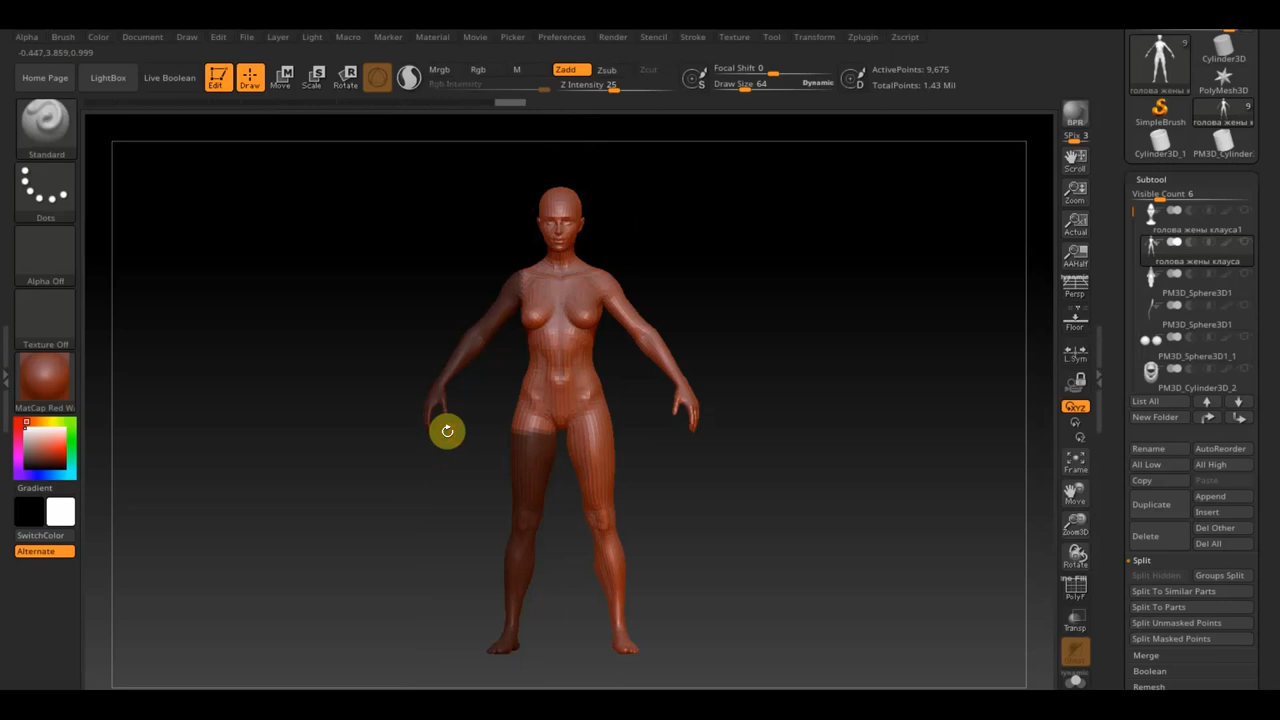 Alpha Brush Color Document Draw Edit File Layer Light Macro Marker Material Movie Picker Preferences Render Stencil Stroke Texture Tool Transform Zplugin Zscript
-0.447,3.859,0.999
Home Page LightBox Live Boolean Edit Draw Move Scale Rotate
Mrgb Rgb M
Rgb Intensity
Zadd Zsub Zcut
Z Intensity 25
Focal Shift 0
Draw Size 64 Dynamic
S
D
ActivePoints: 9,675
TotalPoints: 1.43 Mil
Standard
Dots
Alpha Off
Texture Off
MatCap Red W
Gradient
SwitchColor
Alternate
BPR
SPix 3
Scroll
Zoom
Actual
AAHalf
Persp
Floor
L.Sym
XYZ
Frame
Move
Zoom3D
Rotate
PolyF
Transp
9
голова жены к
Cylinder3D
PolyMesh3D
SimpleBrush
9
голова жены к
Cylinder3D_1 PM3D_Cylinder.
Subtool
Visible Count 6
голова жены клауса1
голова жены клауса
PM3D_Sphere3D1
PM3D_Sphere3D1
PM3D_Sphere3D1_1
PM3D_Cylinder3D_2
List All
New Folder
Rename AutoReorder
All Low All High
Copy Paste
Duplicate Append
Insert
Delete Del Other
Del All
Split
Split Hidden Groups Split
Split To Similar Parts
Split To Parts
Split Unmasked Points
Split Masked Points
Merge
Boolean
Remesh